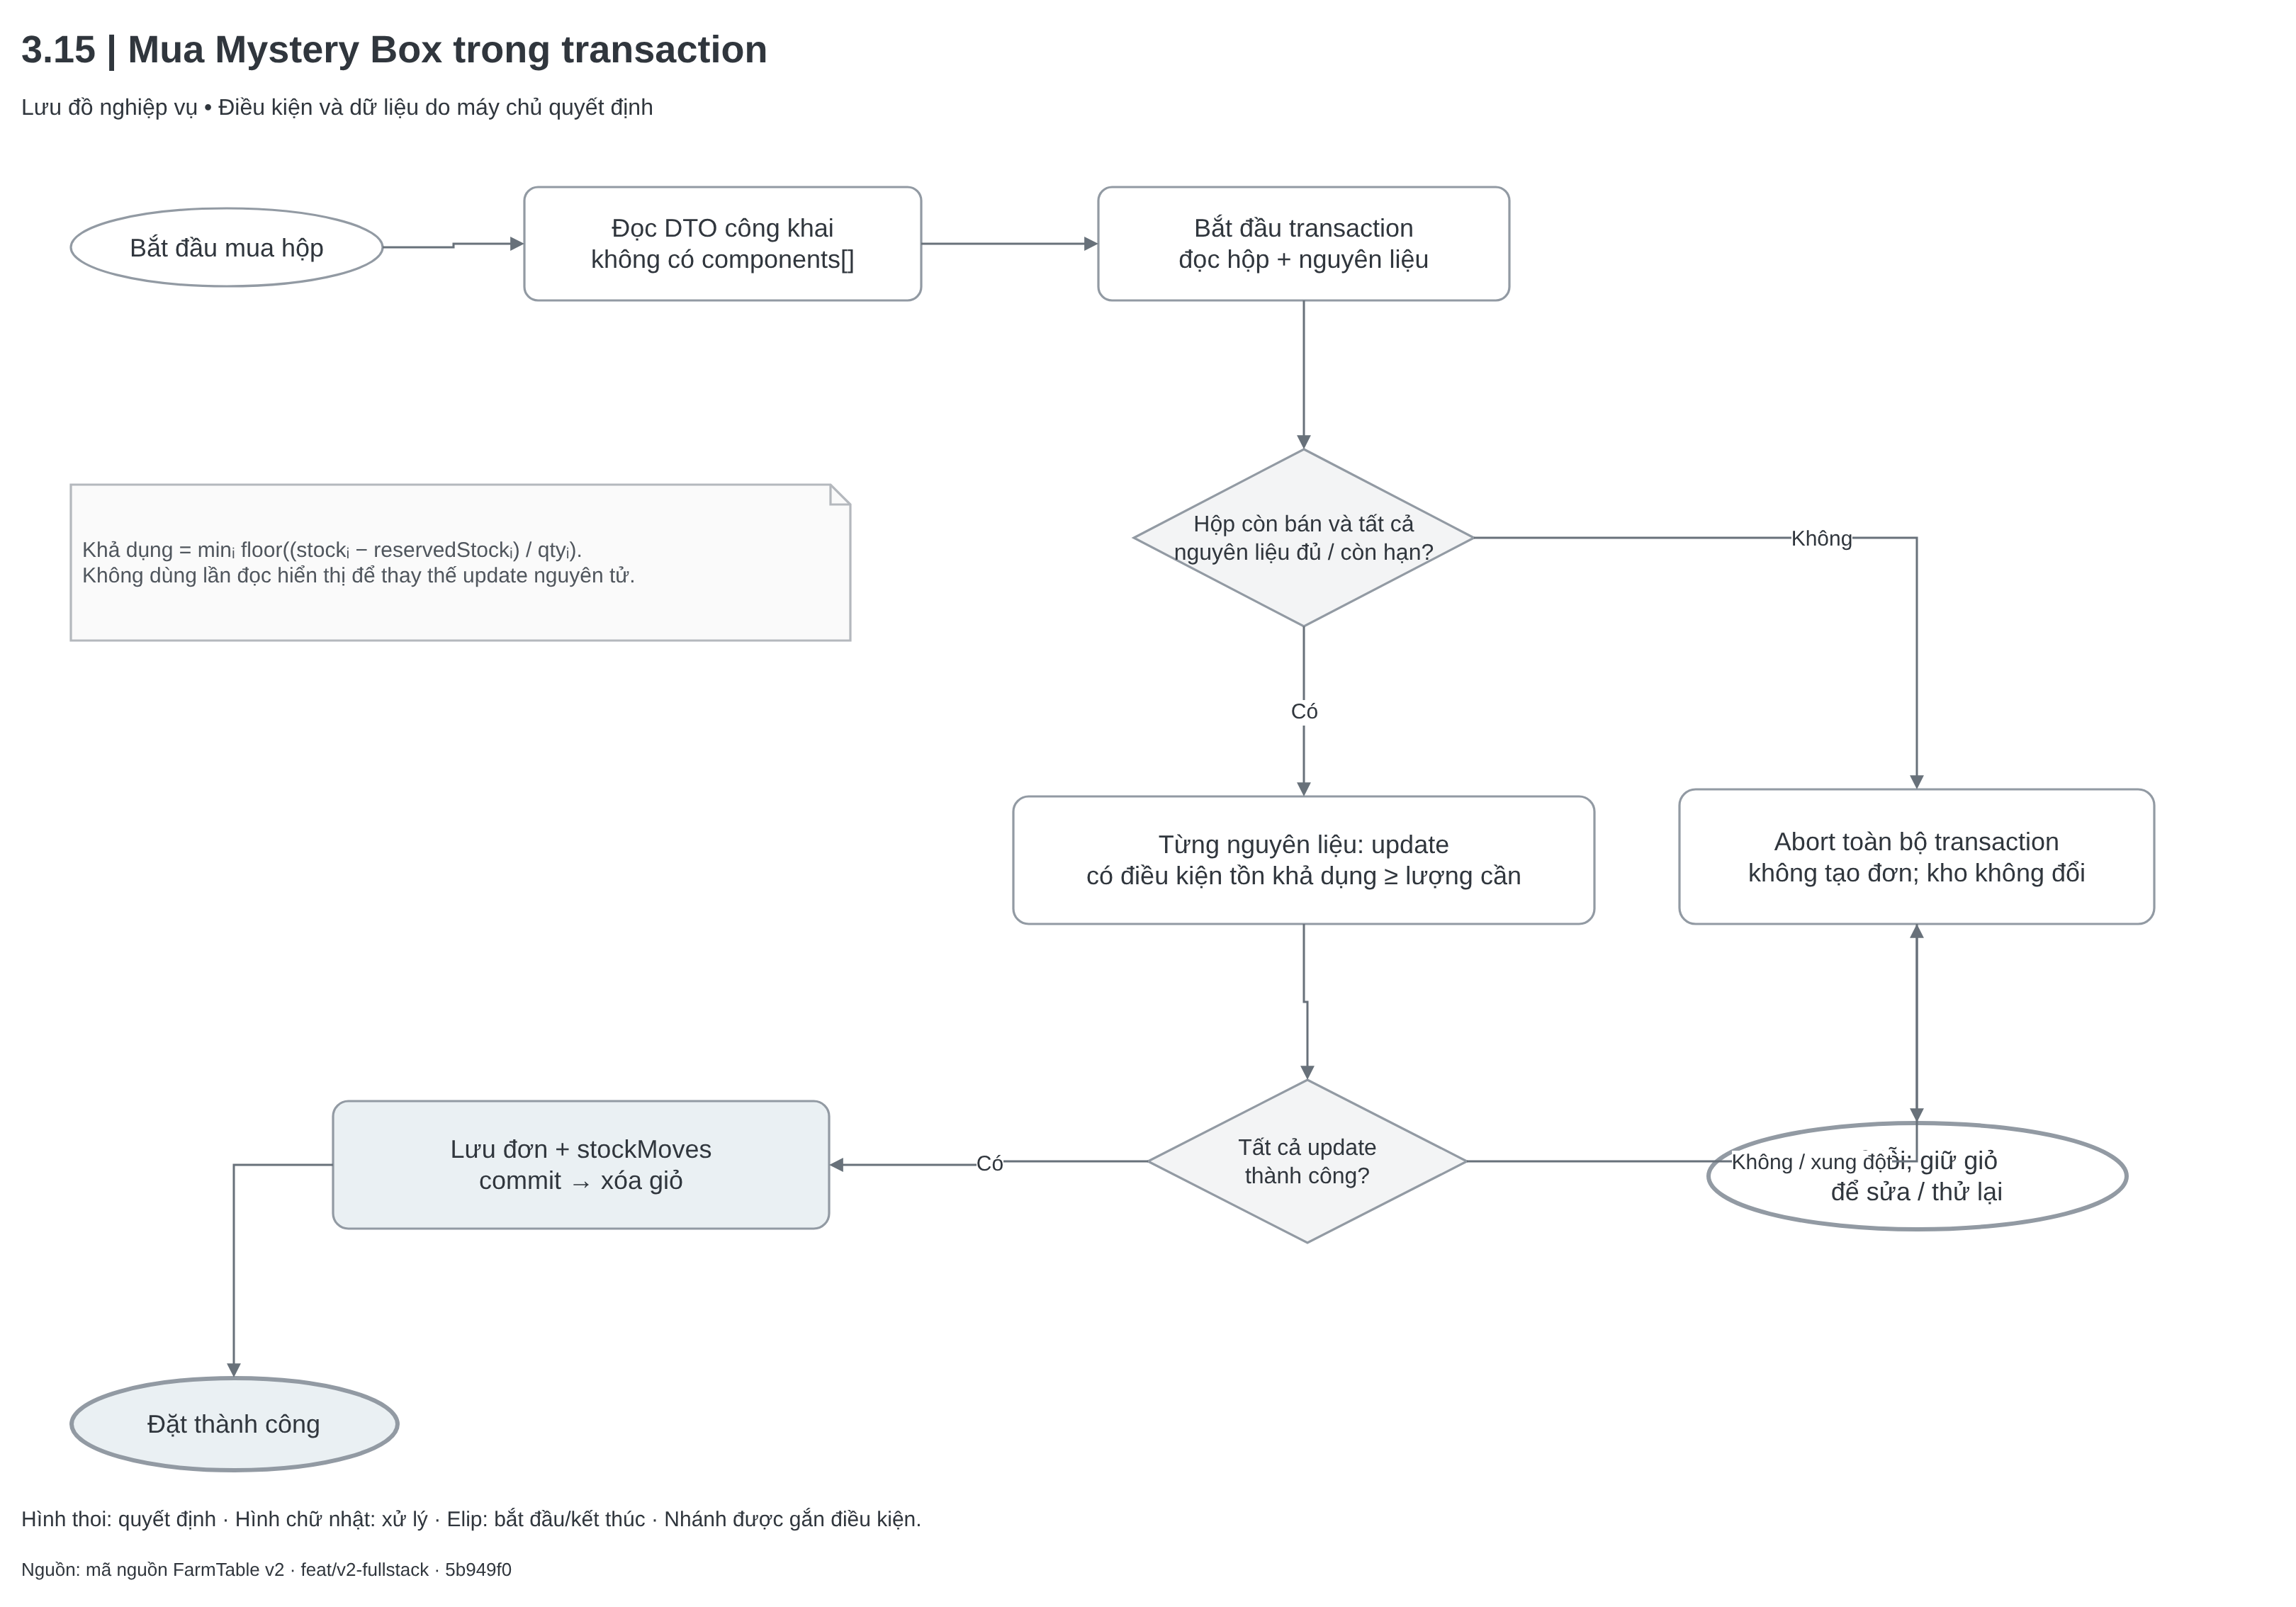 3.15 | Mua Mystery Box trong transaction
Lưu đồ nghiệp vụ • Điều kiện và dữ liệu do máy chủ quyết định
Bắt đầu mua hộp
Đọc DTO công khai
không có components[]
Bắt đầu transaction
đọc hộp + nguyên liệu
Khả dụng = minᵢ floor((stockᵢ − reservedStockᵢ) / qtyᵢ).
Không dùng lần đọc hiển thị để thay thế update nguyên tử.
Hộp còn bán và tất cả
nguyên liệu đủ / còn hạn?
Không
Có
Từng nguyên liệu: update
có điều kiện tồn khả dụng ≥ lượng cần
Abort toàn bộ transaction
không tạo đơn; kho không đổi
Lưu đơn + stockMoves
commit → xóa giỏ
Có
Tất cả update
thành công?
Không / xung đột
giữ giỏ
để sửa / thử lại
Đặt thành công
Hình thoi: quyết định · Hình chữ nhật: xử lý · Elip: bắt đầu/kết thúc · Nhánh được gắn điều kiện.
Nguồn: mã nguồn FarmTable v2 · feat/v2-fullstack · 5b949f0